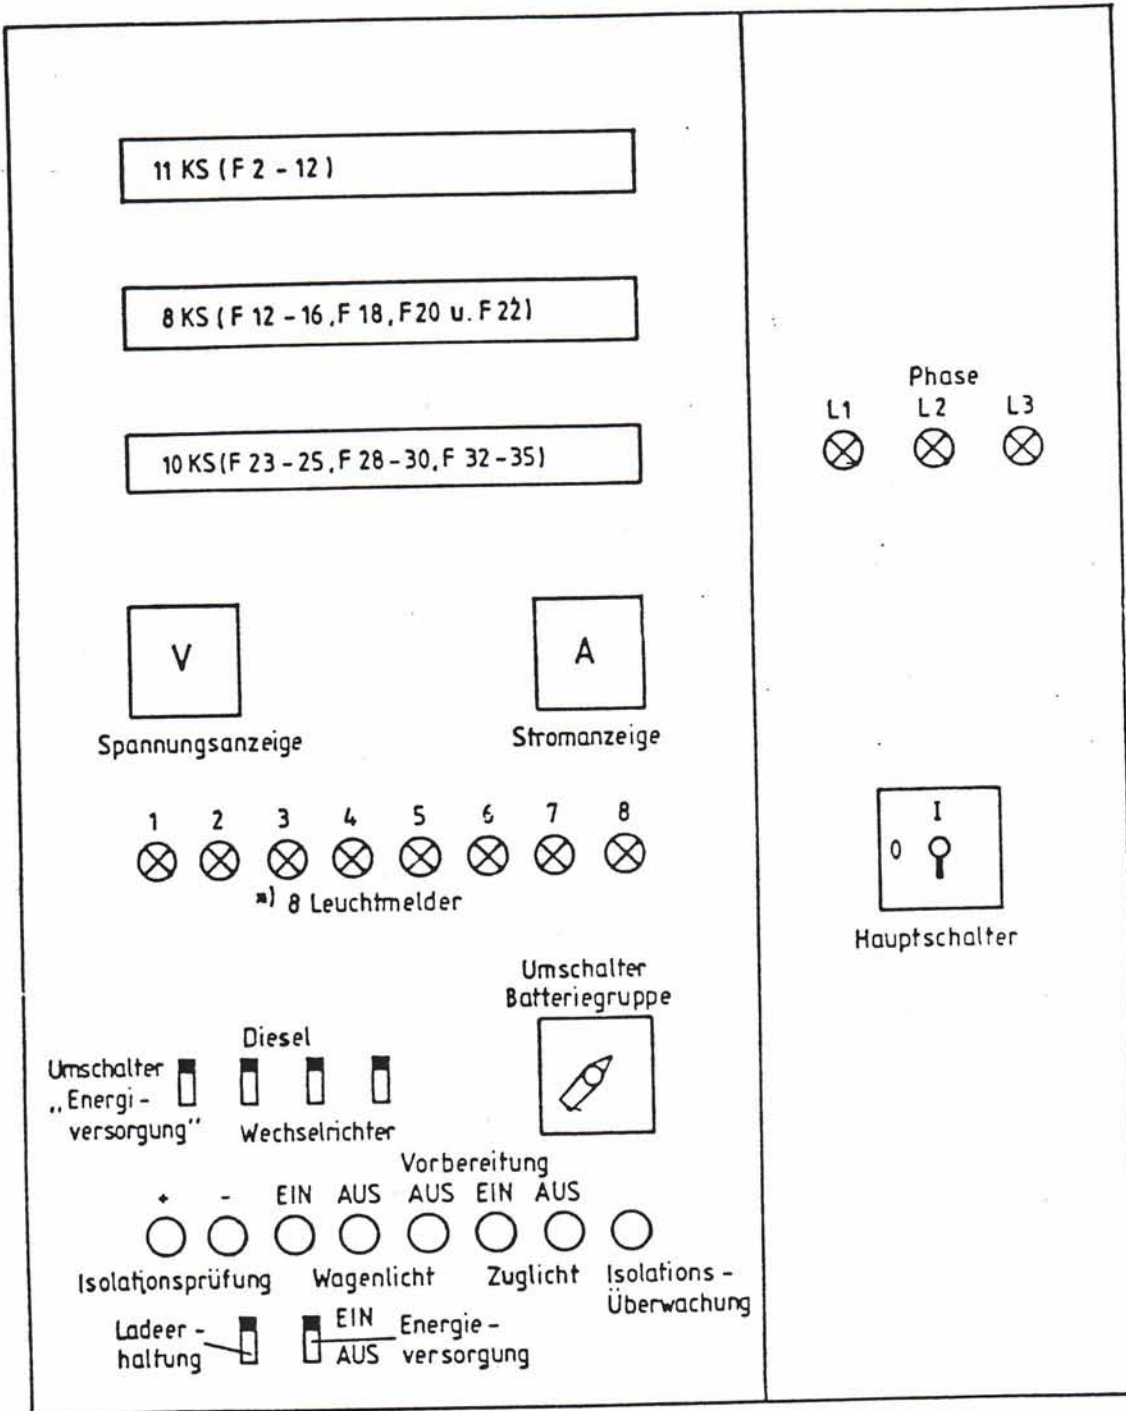 11 KS (F 2 - 12)
8 KS (F 12 - 16, F 18, F 20 u. F 22)
10 KS (F 23 - 25, F 28 - 30, F 32 - 35)
Phase
L1 L2 L3
V
A
Spannungsanzeige
Stromanzeige
1 2 3 4 5 6 7 8
*) 8 Leuchtmelder
I
0
Hauptschalter
Umschalter
Batteriegruppe
Diesel
Umschalter
„Energi-
versorgung"
Wechselrichter
Vorbereitung
+ - EIN AUS AUS EIN AUS
Isolationsprüfung Wagenlicht Zuglicht Isolations-
Überwachung
Ladeer-
haltung
EIN
AUS
Energie-
versorgung